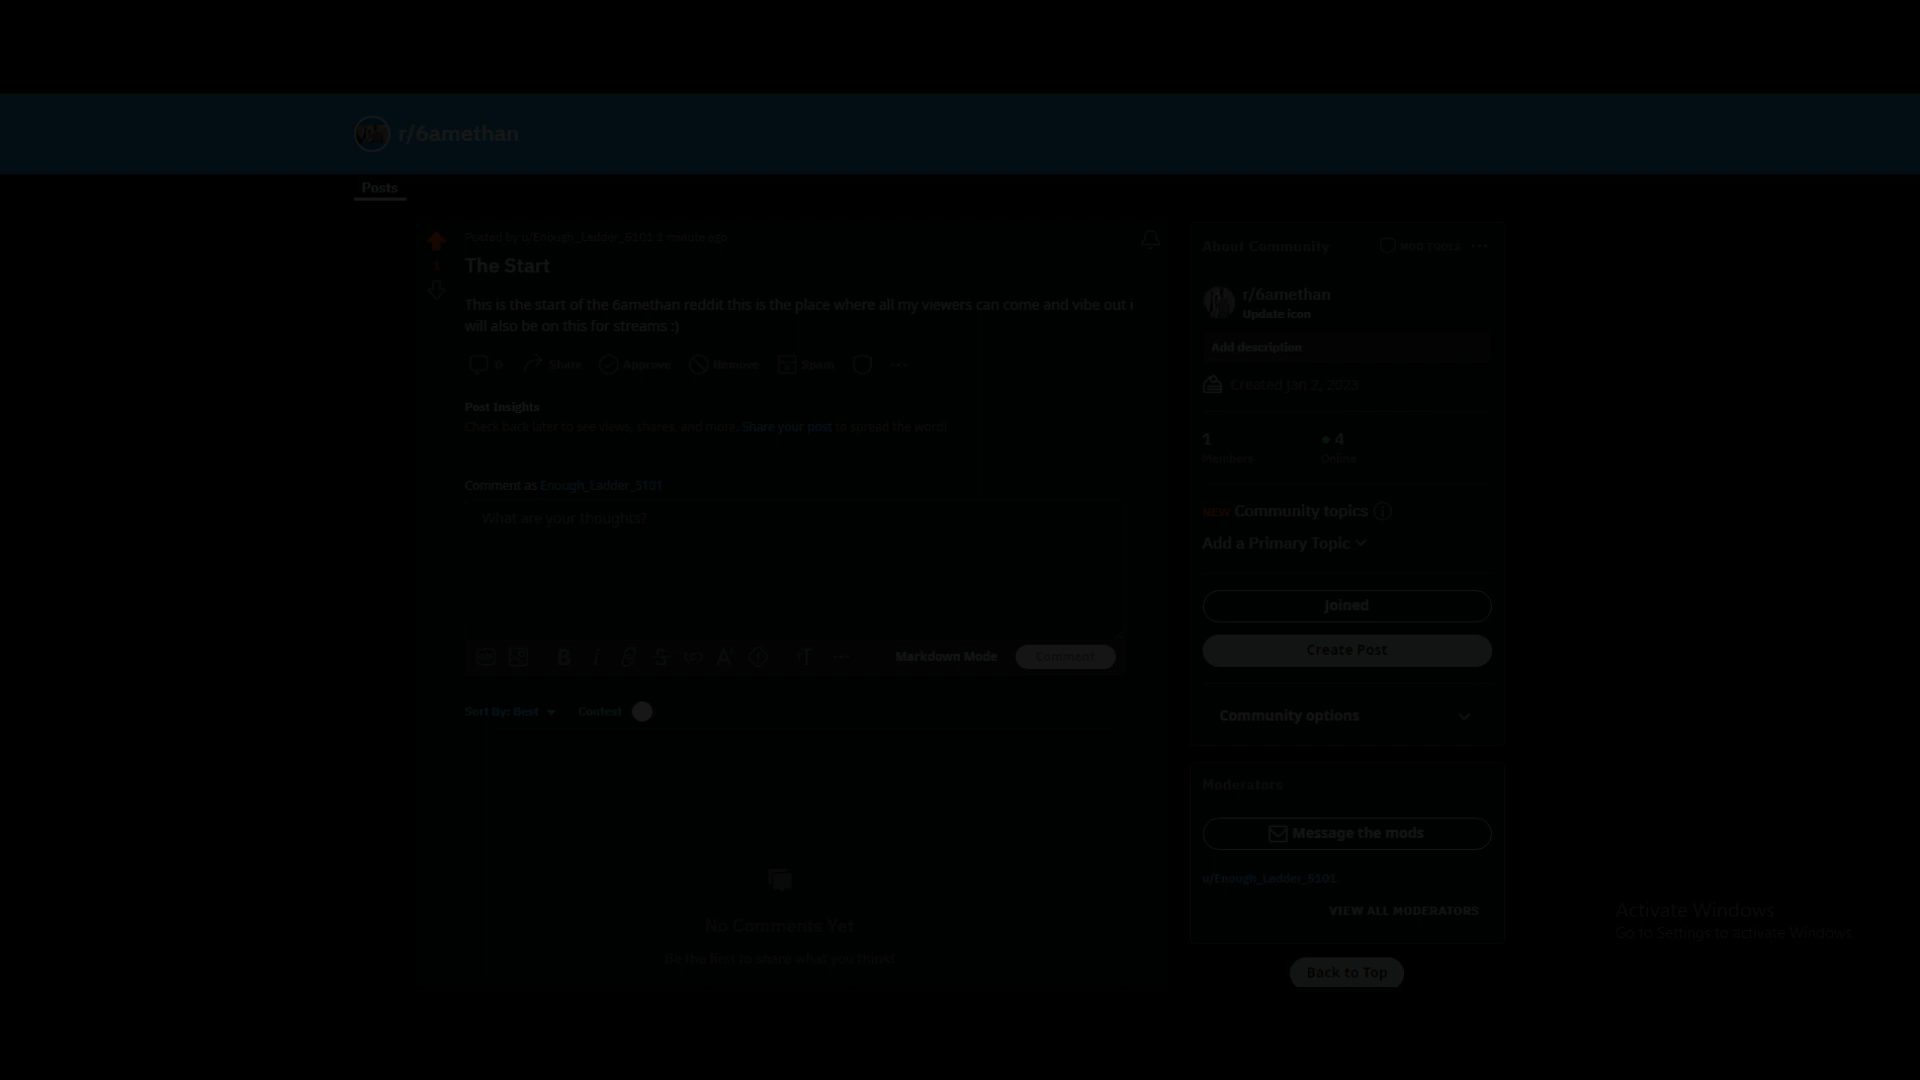 r/6amethan
Posts
Posted by u/Enough_Ladder_5101 1 minute ago
1
The Start
This is the start of the 6amethan reddit this is the place where all my viewers can come and vibe out i
will also be on this for streams :)
0 Share Approve Remove Spam
Post Insights
Check back later to see views, shares, and more. Share your post to spread the word!
Comment as Enough_Ladder_5101
What are your thoughts?
Markdown Mode Comment
Sort By: Best Contest
No Comments Yet
Be the first to share what you think!
About Community MOD TOOLS
r/6amethan
Update icon
Add description
Created Jan 2, 2023
1 4
Members Online
NEW Community topics
Add a Primary Topic
Joined
Create Post
Community options
Moderators
Message the mods
u/Enough_Ladder_5101
VIEW ALL MODERATORS
Back to Top
Activate Windows
Go to Settings to activate Windows.